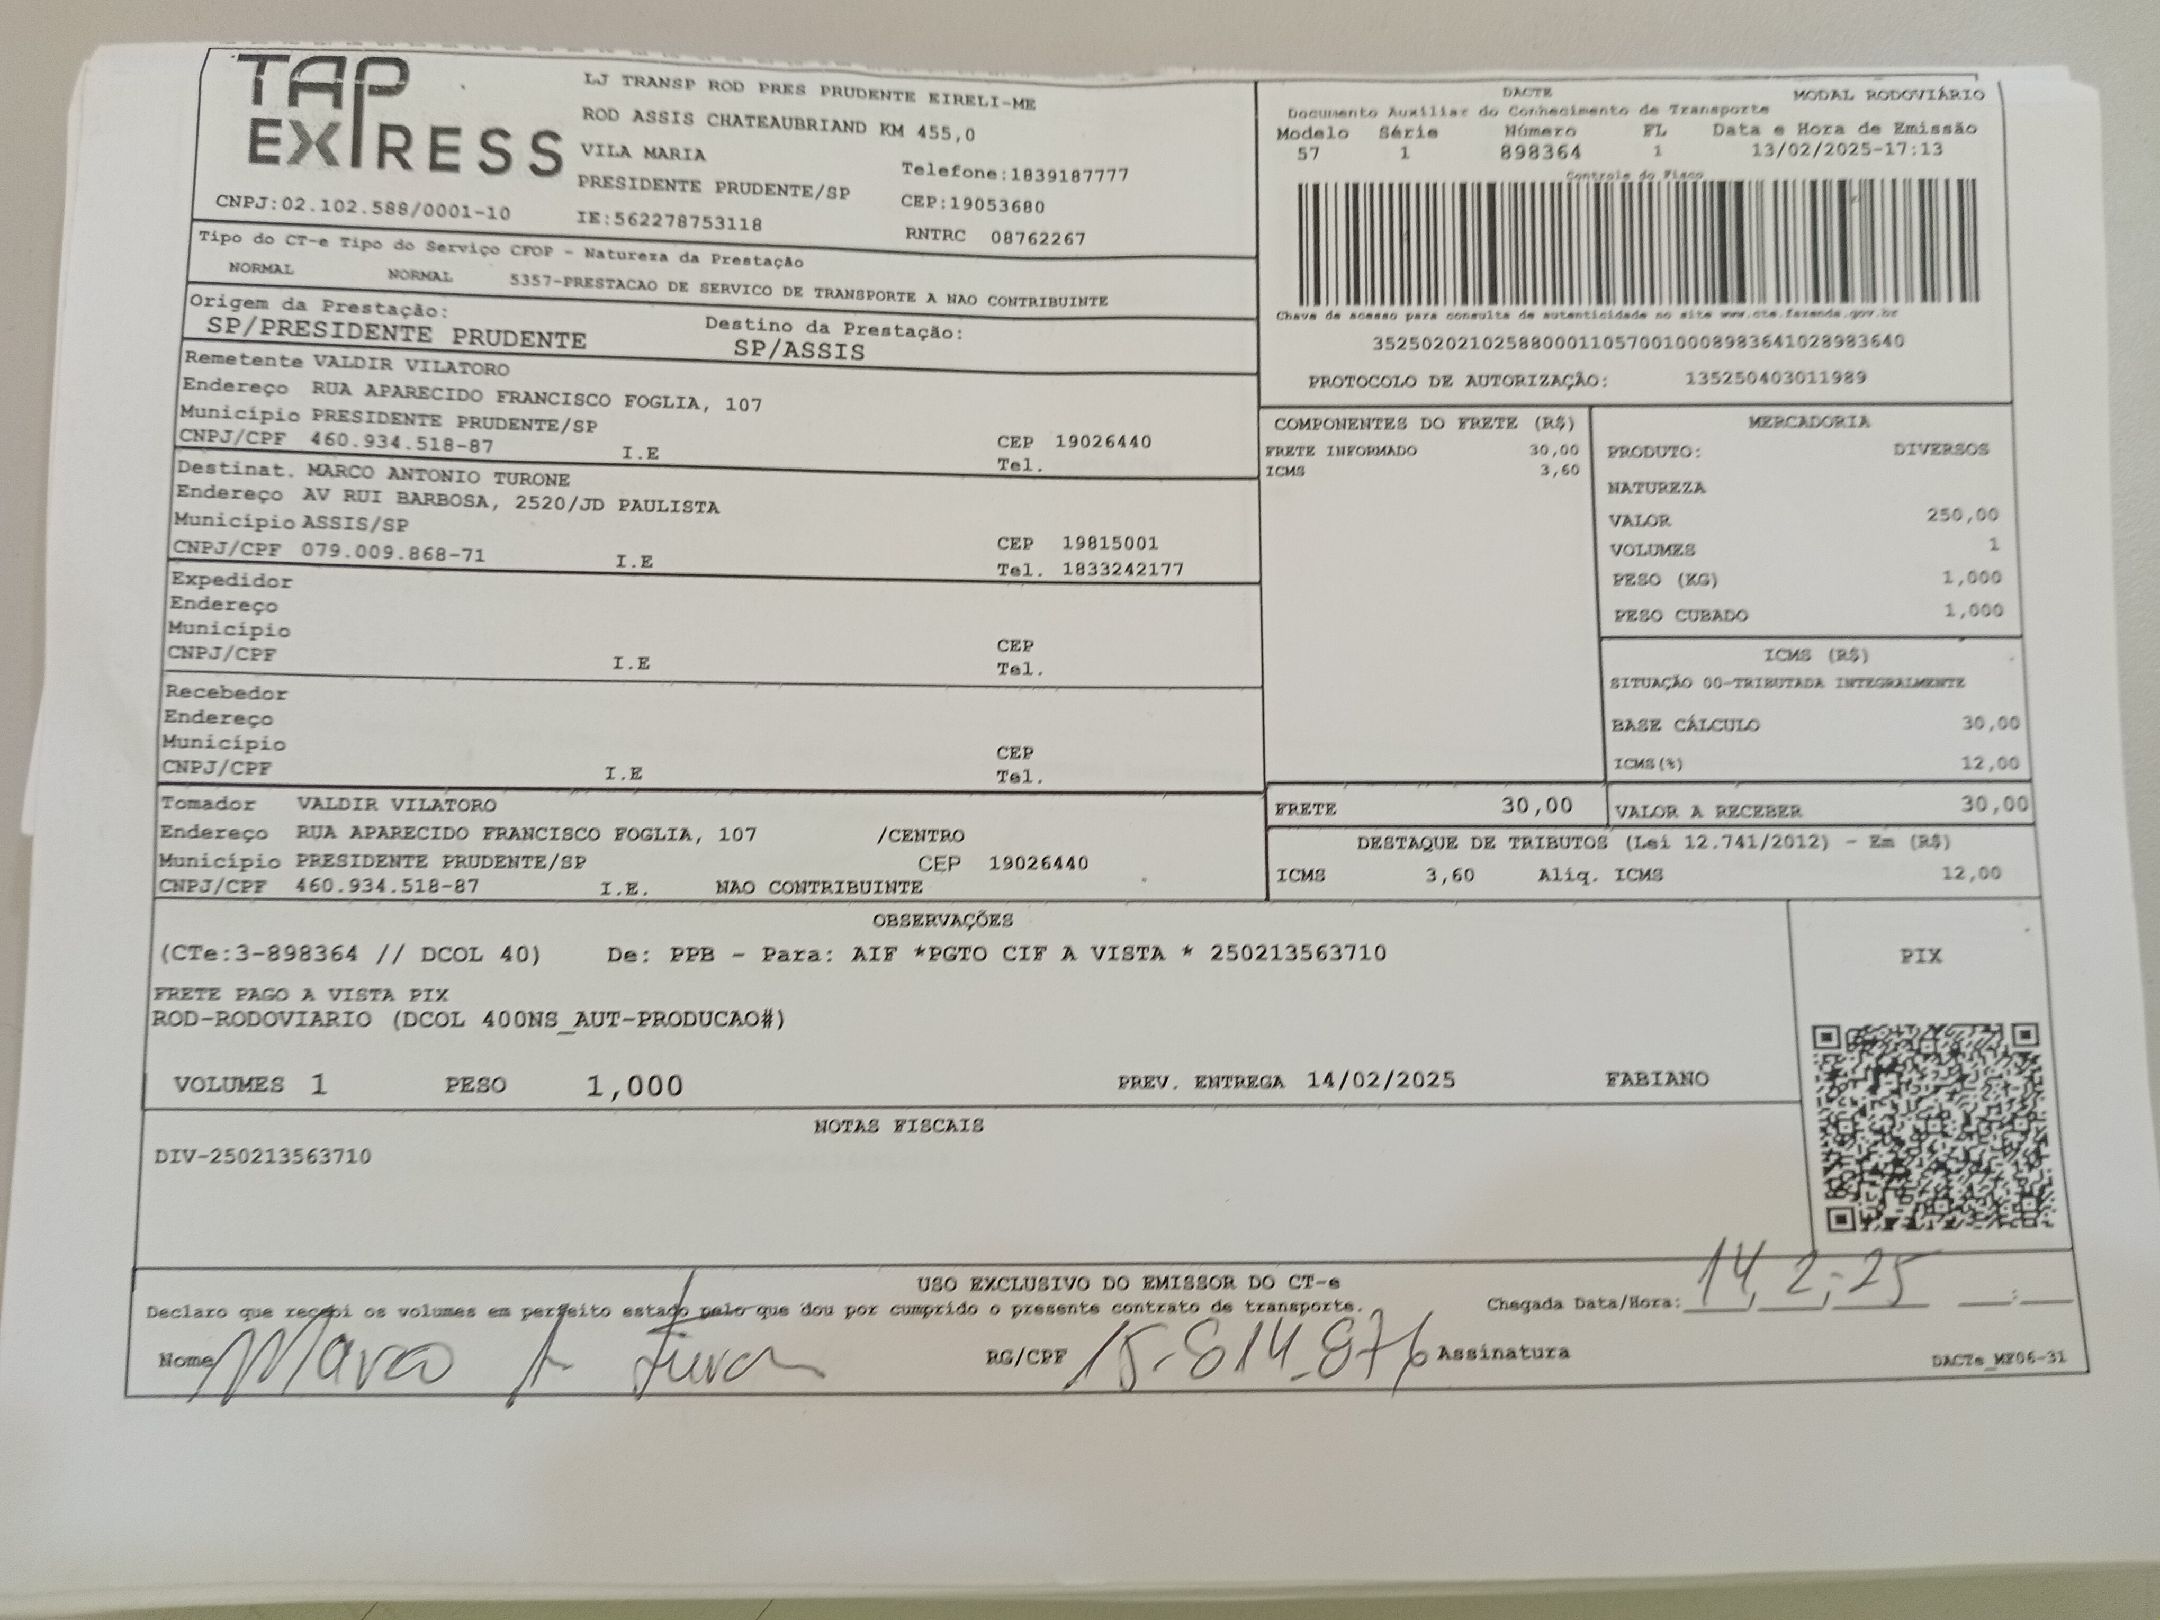 TAP
EXPRESS
CNPJ:02.102.588/0001-10
LJ TRANSP ROD PRES PRUDENTE EIRELI-ME
ROD ASSIS CHATEAUBRIAND KM 455,0
VILA MARIA
Telefone:1839187777
PRESIDENTE PRUDENTE/SP
CEP:19053680
IE:562278753118
RNTRC 08762267
DACTE
MODAL RODOVIÁRIO
Documento Auxiliar do Conhecimento de Transporte
Modelo Série Número FL Data e Hora de Emissão
57 1 898364 1 13/02/2025-17:13
Controle do Fisco
Chave de acesso para consulta de autenticidade no site www.cte.fazenda.gov.br
35250202102588000110570010008983641028983640
PROTOCOLO DE AUTORIZAÇÃO: 135250403011989
Tipo do CT-e Tipo do Serviço CFOP - Natureza da Prestação
NORMAL NORMAL 5357-PRESTACAO DE SERVICO DE TRANSPORTE A NAO CONTRIBUINTE
Origem da Prestação: Destino da Prestação:
SP/PRESIDENTE PRUDENTE SP/ASSIS
Remetente VALDIR VILATORO
Endereço RUA APARECIDO FRANCISCO FOGLIA, 107
Município PRESIDENTE PRUDENTE/SP CEP 19026440
CNPJ/CPF 460.934.518-87 I.E Tel.
Destinat. MARCO ANTONIO TURONE
Endereço AV RUI BARBOSA, 2520/JD PAULISTA
Município ASSIS/SP CEP 19815001
CNPJ/CPF 079.009.868-71 I.E Tel. 1833242177
Expedidor
Endereço
Município CEP
CNPJ/CPF I.E Tel.
Recebedor
Endereço
Município CEP
CNPJ/CPF I.E Tel.
Tomador VALDIR VILATORO
Endereço RUA APARECIDO FRANCISCO FOGLIA, 107 /CENTRO
Município PRESIDENTE PRUDENTE/SP CEP 19026440
CNPJ/CPF 460.934.518-87 I.E. NAO CONTRIBUINTE
COMPONENTES DO FRETE (R$)
FRETE INFORMADO 30,00
ICMS 3,60
MERCADORIA
PRODUTO: DIVERSOS
NATUREZA
VALOR 250,00
VOLUMES 1
PESO (KG) 1,000
PESO CUBADO 1,000
ICMS (R$)
SITUAÇÃO 00-TRIBUTADA INTEGRALMENTE
BASE CÁLCULO 30,00
ICMS(%) 12,00
FRETE 30,00 VALOR A RECEBER 30,00
DESTAQUE DE TRIBUTOS (Lei 12.741/2012) - Em (R$)
ICMS 3,60 Aliq. ICMS 12,00
OBSERVAÇÕES
(CTe:3-898364 // DCOL 40) De: PPB - Para: AIF *PGTO CIF A VISTA * 250213563710
FRETE PAGO A VISTA PIX
ROD-RODOVIARIO (DCOL 400NS_AUT-PRODUCAO#)
VOLUMES 1 PESO 1,000 PREV. ENTREGA 14/02/2025 FABIANO
PIX
NOTAS FISCAIS
DIV-250213563710
USO EXCLUSIVO DO EMISSOR DO CT-e
Declaro que recebi os volumes em perfeito estado pelo que dou por cumprido o presente contrato de transporte.
Chegada Data/Hora: 14, 2, 25
Nome Marco A RG/CPF 15-814.876 Assinatura
DACTe_MX06-31